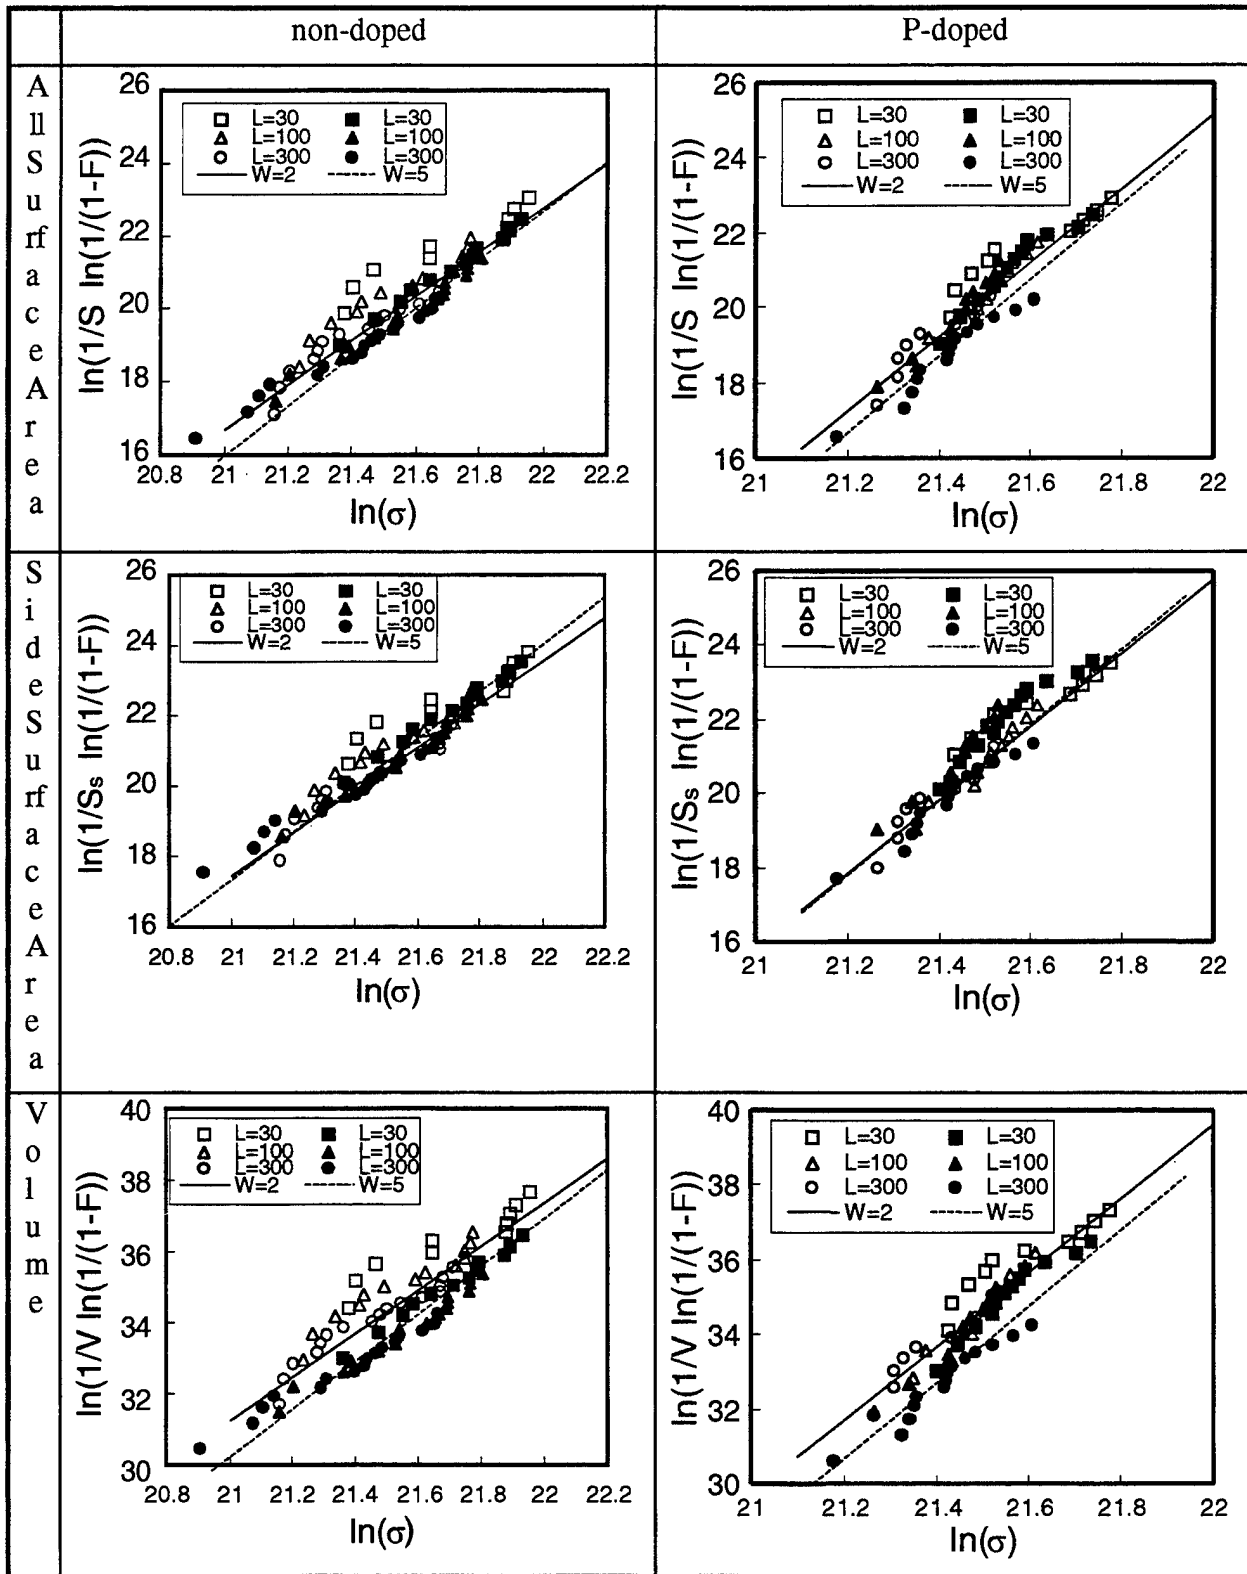 non-doped P-doped
All Surface Area
26
24
22
20
18
16
ln(1/S ln(1/(1-F))
L=30 L=30
L=100 L=100
L=300 L=300
W=2 W=5
20.8 21 21.2 21.4 21.6 21.8 22 22.2
ln(σ)
26
24
22
20
18
16
ln(1/S ln(1/(1-F))
L=30 L=30
L=100 L=100
L=300 L=300
W=2 W=5
21 21.2 21.4 21.6 21.8 22
ln(σ)
Side Surface Area
26
24
22
20
18
16
ln(1/Ss ln(1/(1-F))
L=30 L=30
L=100 L=100
L=300 L=300
W=2 W=5
20.8 21 21.2 21.4 21.6 21.8 22 22.2
ln(σ)
26
24
22
20
18
16
ln(1/Ss ln(1/(1-F))
L=30 L=30
L=100 L=100
L=300 L=300
W=2 W=5
21 21.2 21.4 21.6 21.8 22
ln(σ)
Volume
40
38
36
34
32
30
ln(1/V ln(1/(1-F))
L=30 L=30
L=100 L=100
L=300 L=300
W=2 W=5
20.8 21 21.2 21.4 21.6 21.8 22 22.2
ln(σ)
40
38
36
34
32
30
ln(1/V ln(1/(1-F))
L=30 L=30
L=100 L=100
L=300 L=300
W=2 W=5
21 21.2 21.4 21.6 21.8 22
ln(σ)